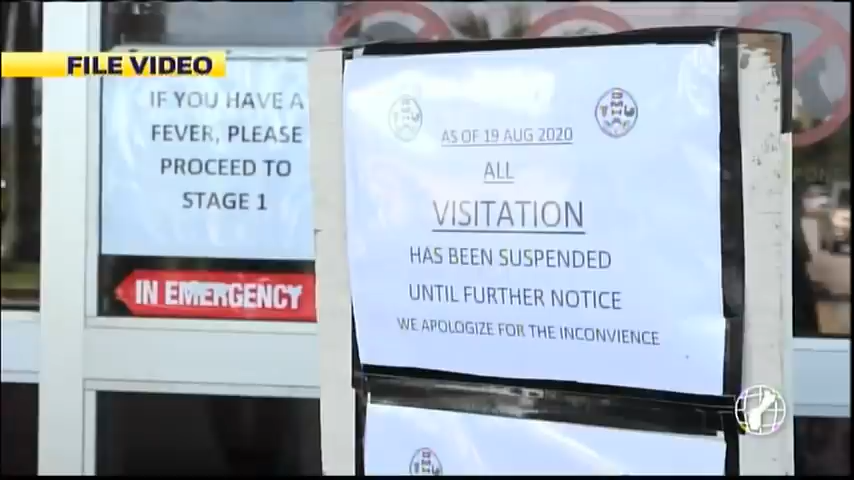 FILE VIDEO
IF YOU HAVE A
FEVER, PLEASE
PROCEED TO
STAGE 1
IN EMERGENCY
AS OF 19 AUG 2020
ALL
VISITATION
HAS BEEN SUSPENDED
UNTIL FURTHER NOTICE
WE APOLOGIZE FOR THE INCONVIENCE